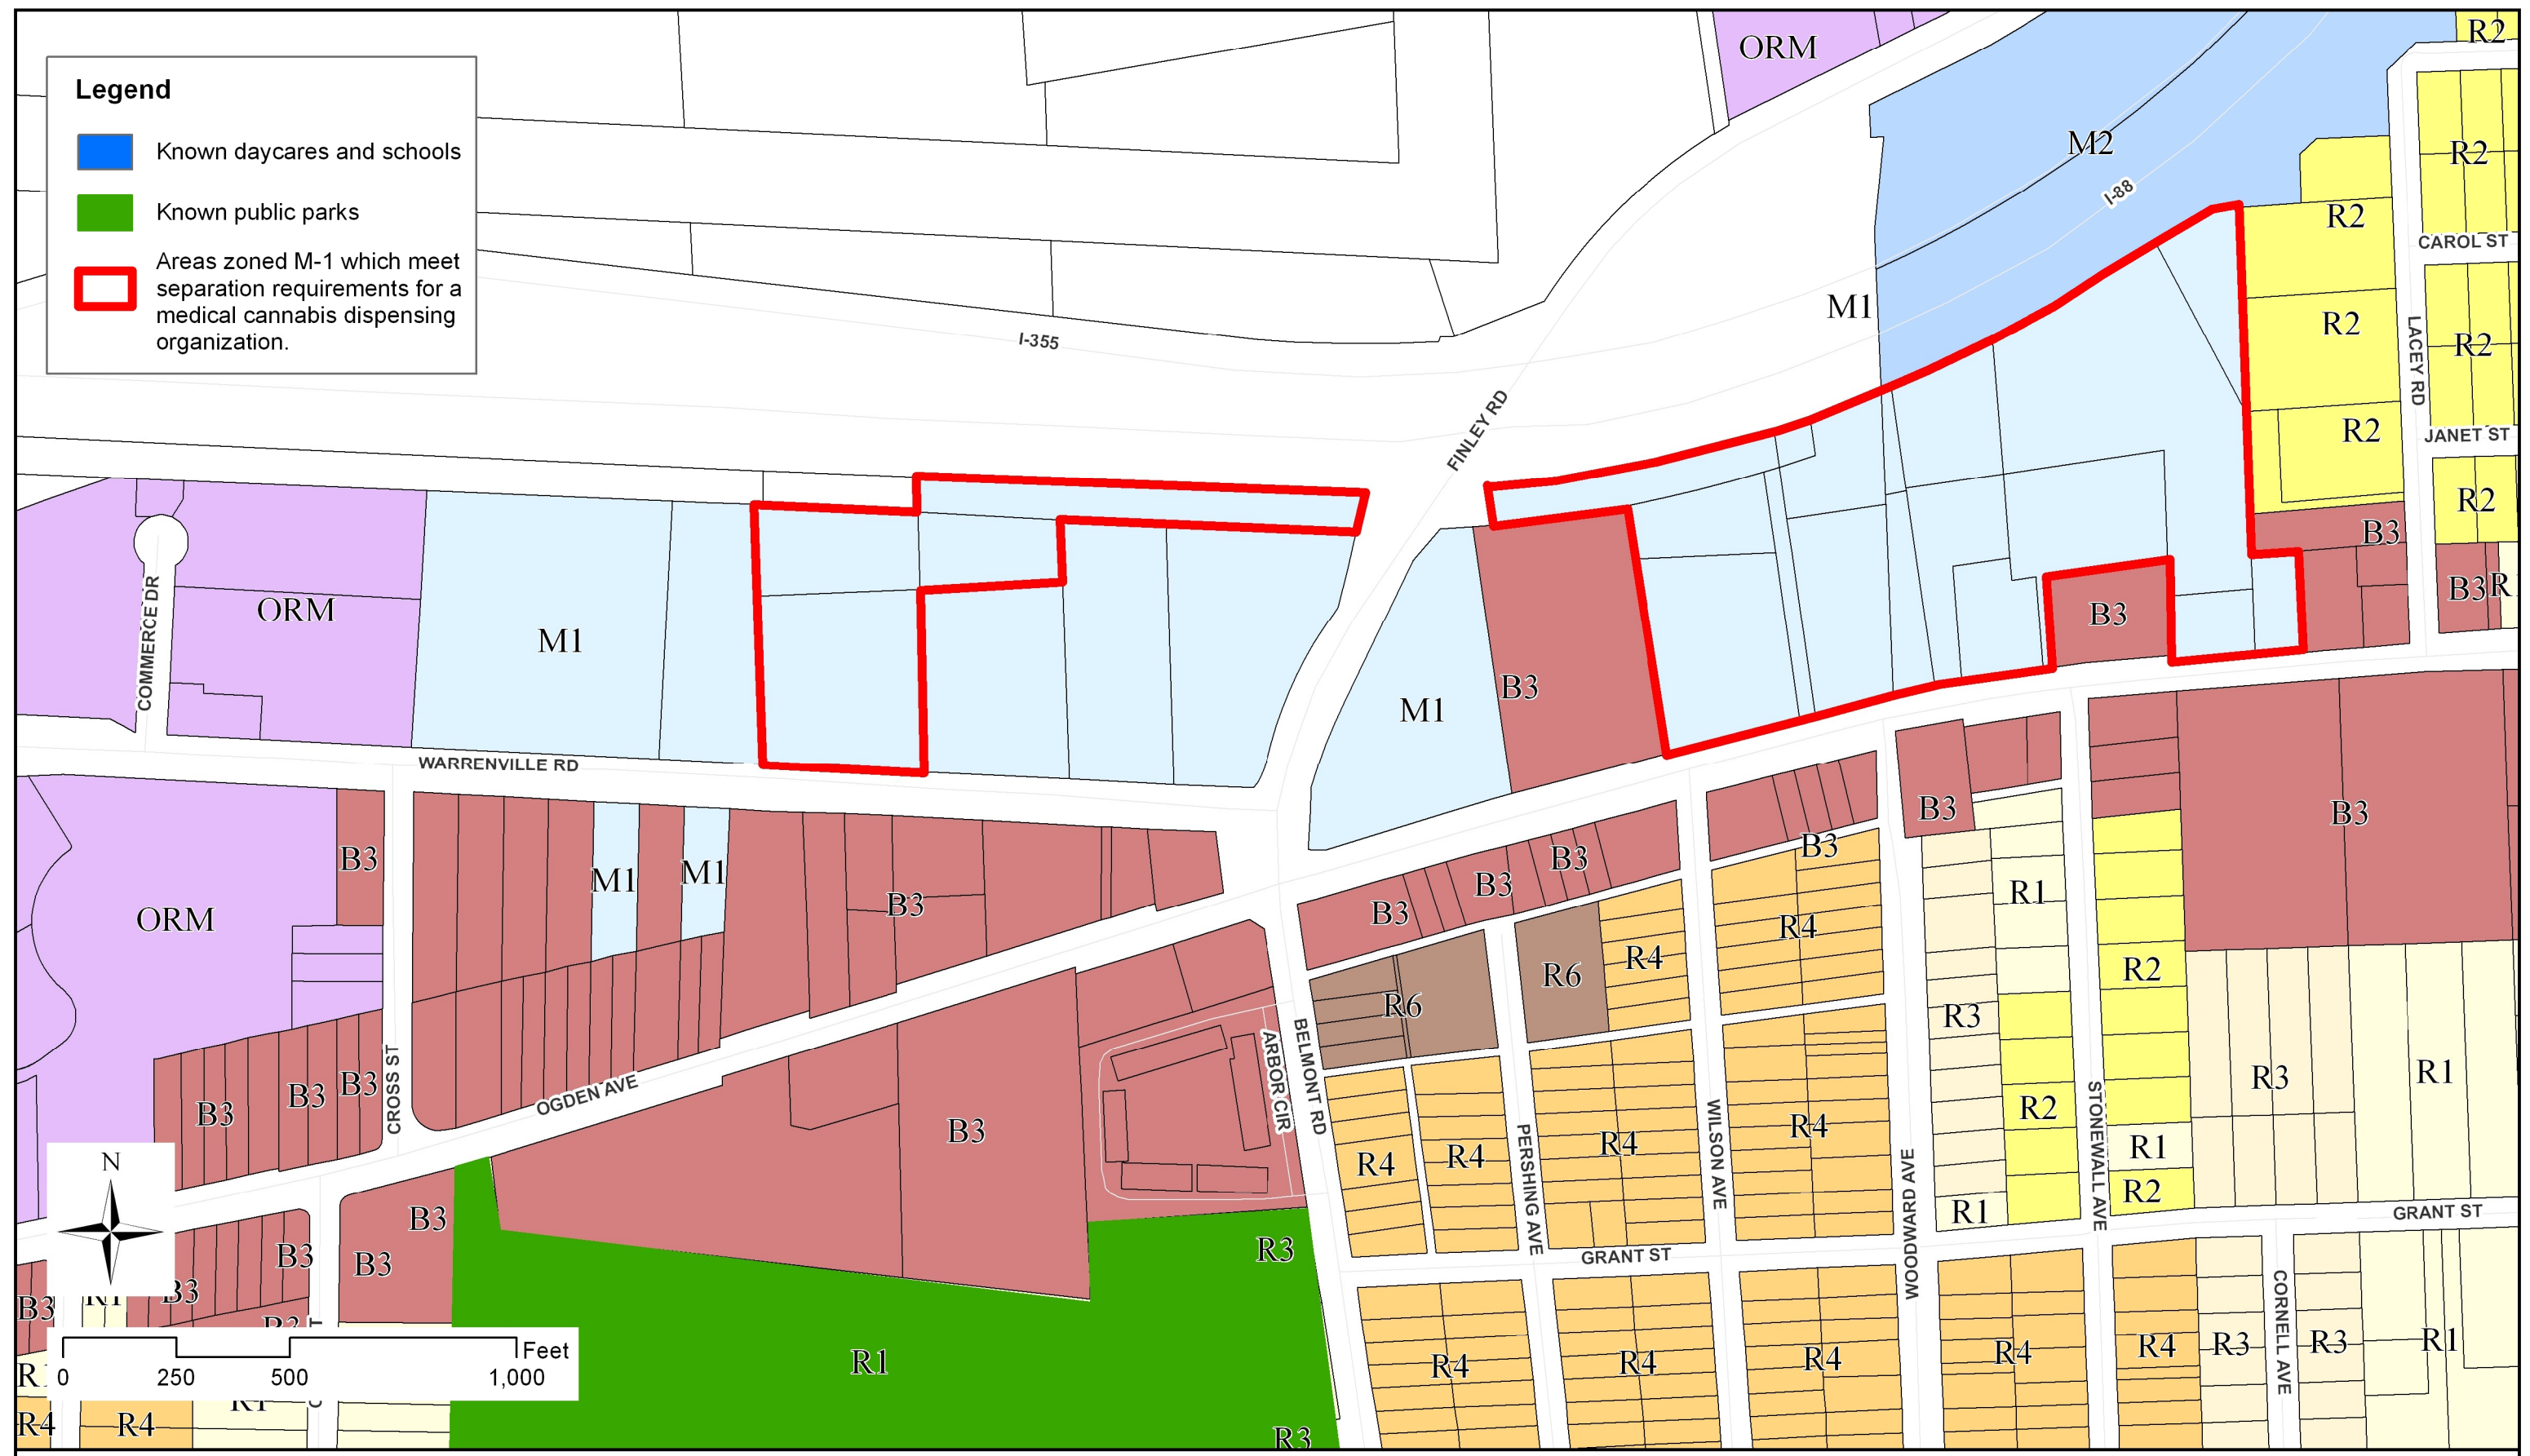 Legend
Known daycares and schools
Known public parks
Areas zoned M-1 which meet
separation requirements for a
medical cannabis dispensing
organization.
ORM
R2
M2
R2
I-88
R2
CAROL ST
M1
R2
R2
I-355
LACEY RD
FINLEY RD
R2
JANET ST
R2
B3
COMMERCE DR
ORM
M1
B3
B3
B3
M1
WARRENVILLE RD
B3
B3
B3
B3
M1
M1
B3
B3
B3
B3
R1
ORM
R4
R4
R6
R6
R2
R3
B3
B3
B3
CROSS ST
OGDEN AVE
B3
ARBOR CIR
BELMONT RD
R4
R4
PERSHING AVE
R4
WILSON AVE
R4
WOODWARD AVE
R2
STONEWALL AVE
R3
R1
R1
R2
R1
GRANT ST
N
B3
B3
B3
B3
R3
GRANT ST
B3
R1
R4
R4
R4
R4
R4
R3
CORNELL AVE
R3
R1
0 250 500 1,000
Feet
R4
R4
R3